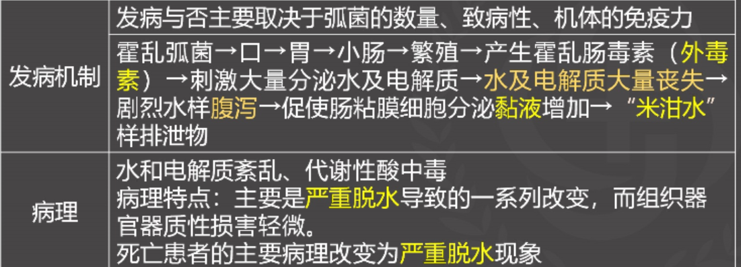 发病与否主要取决于弧菌的数量、致病性、机体的免疫力
发病机制
霍乱弧菌→口→胃→小肠→繁殖→产生霍乱肠毒素（外
毒素）→刺激大量分泌水及电解质→水及电解质大量丧失→
剧烈水样腹泻→促使肠粘膜细胞分泌黏液增加→“米泔水”
样排泄物
病理
水和电解质紊乱、代谢性酸中毒
病理特点：主要是严重脱水导致的一系列改变，而组织器
官器质性损害轻微。
死亡患者的主要病理改变为严重脱水现象